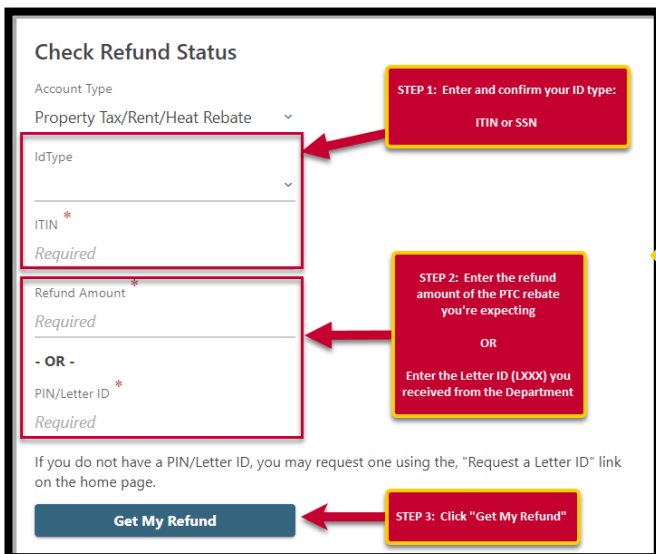 Check Refund Status
Account Type
Property Tax/Rent/Heat Rebate
STEP 1: Enter and confirm your ID type:
ITIN or SSN
IdType
ITIN *
Required
Refund Amount *
Required
- OR -
PIN/Letter ID *
Required
STEP 2: Enter the refund
amount of the PTC rebate
you're expecting
OR
Enter the Letter ID (LXXX) you
received from the Department
If you do not have a PIN/Letter ID, you may request one using the, "Request a Letter ID" link
on the home page.
Get My Refund
STEP 3: Click "Get My Refund"